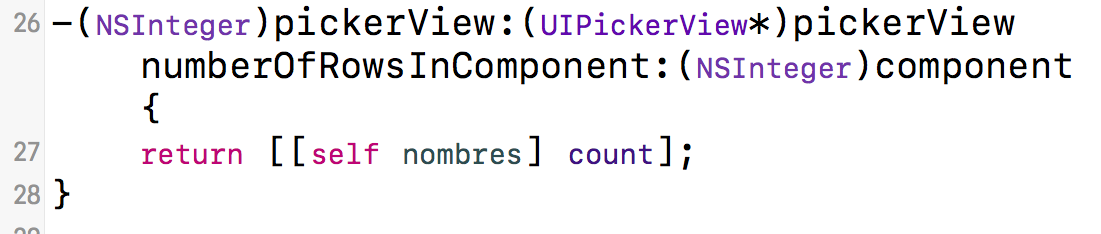 26 -(NSInteger)pickerView:(UIPickerView*)pickerView
numberOfRowsInComponent:(NSInteger)component
{
27 return [[self nombres] count];
28 }